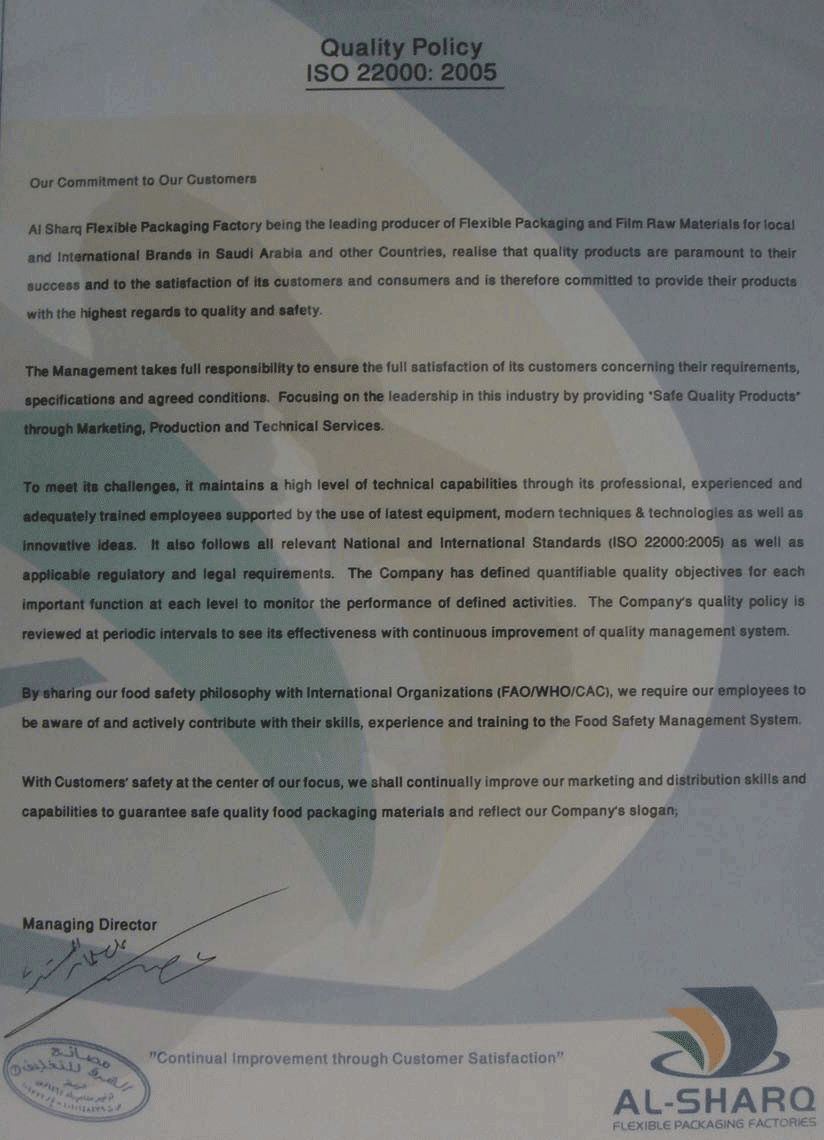 Quality Policy
ISO 22000: 2005
Our Commitment to Our Customers
Al Sharq Flexible Packaging Factory being the leading producer of Flexible Packaging and Film Raw Materials for local
and International Brands in Saudi Arabia and other Countries, realise that quality products are paramount to their
success and to the satisfaction of its customers and consumers and is therefore committed to provide their products
with the highest regards to quality and safety.
The Management takes full responsibility to ensure the full satisfaction of its customers concerning their requirements,
specifications and agreed conditions. Focusing on the leadership in this industry by providing "Safe Quality Products"
through Marketing, Production and Technical Services.
To meet its challenges, it maintains a high level of technical capabilities through its professional, experienced and
adequately trained employees supported by the use of latest equipment, modern techniques & technologies as well as
innovative ideas. It also follows all relevant National and International Standards (ISO 22000:2005) as well as
applicable regulatory and legal requirements. The Company has defined quantifiable quality objectives for each
important function at each level to monitor the performance of defined activities. The Company's quality policy is
reviewed at periodic intervals to see its effectiveness with continuous improvement of quality management system.
By sharing our food safety philosophy with International Organizations (FAO/WHO/CAC), we require our employees to
be aware of and actively contribute with their skills, experience and training to the Food Safety Management System.
With Customers' safety at the center of our focus, we shall continually improve our marketing and distribution skills and
capabilities to guarantee safe quality food packaging materials and reflect our Company's slogan;
Managing Director
مصانع
الشرق للتغليف
"Continual Improvement through Customer Satisfaction"
AL-SHARQ
FLEXIBLE PACKAGING FACTORIES